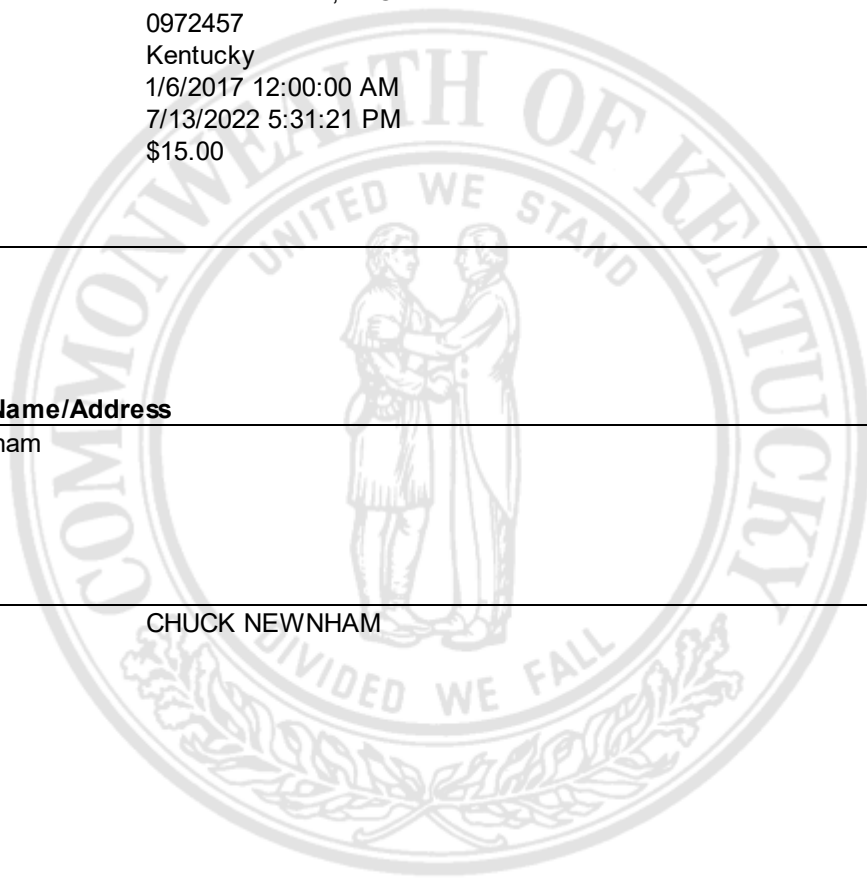 0972457
Kentucky
1/6/2017 12:00:00 AM
7/13/2022 5:31:21 PM
$15.00
COMMONWEALTH OF KENTUCKY
UNITED WE STAND
Name/Address
ham
CHUCK NEWNHAM
DIVIDED WE FALL